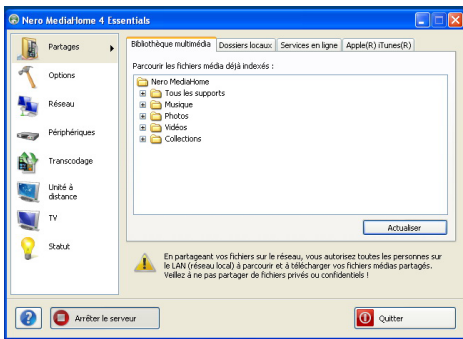 Nero MediaHome 4 Essentials
Partages
Options
Réseau
Périphériques
Transcodage
Unité à
distance
TV
Statut
Bibliothèque multimédia
Dossiers locaux
Services en ligne
Apple(R) iTunes(R)
Parcourir les fichiers média déjà indexés :
Nero MediaHome
Tous les supports
Musique
Photos
Vidéos
Collections
Actualiser
En partageant vos fichiers sur le réseau, vous autorisez toutes les personnes sur
le LAN (réseau local) à parcourir et à télécharger vos fichiers médias partagés.
Veillez à ne pas partager de fichiers privés ou confidentiels !
Arrêter le serveur
Quitter